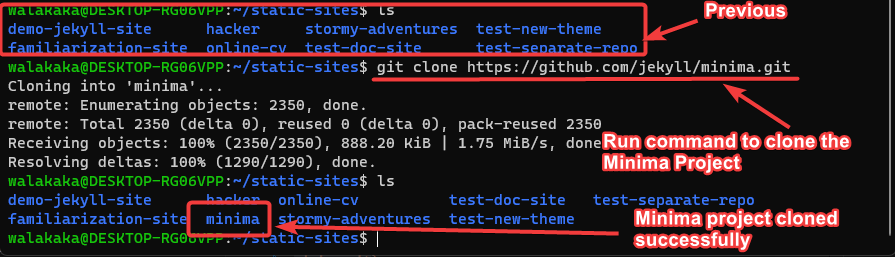 walakaka@DESKTOP-RG06VPP:~/static-sites$ ls
Previous
demo-jekyll-site hacker stormy-adventures test-new-theme
familiarization-site online-cv test-doc-site test-separate-repo
walakaka@DESKTOP-RG06VPP:~/static-sites$ git clone https://github.com/jekyll/minima.git
Cloning into 'minima'...
remote: Enumerating objects: 2350, done.
remote: Total 2350 (delta 0), reused 0 (delta 0), pack-reused 2350
Receiving objects: 100% (2350/2350), 888.20 KiB | 1.75 MiB/s, done
Resolving deltas: 100% (1290/1290), done.
Run command to clone the
Minima Project
walakaka@DESKTOP-RG06VPP:~/static-sites$ ls
demo-jekyll-site hacker online-cv test-doc-site test-separate-repo
familiarization-site minima stormy-adventures test-new-theme
walakaka@DESKTOP-RG06VPP:~/static-sites$
Minima project cloned
successfully